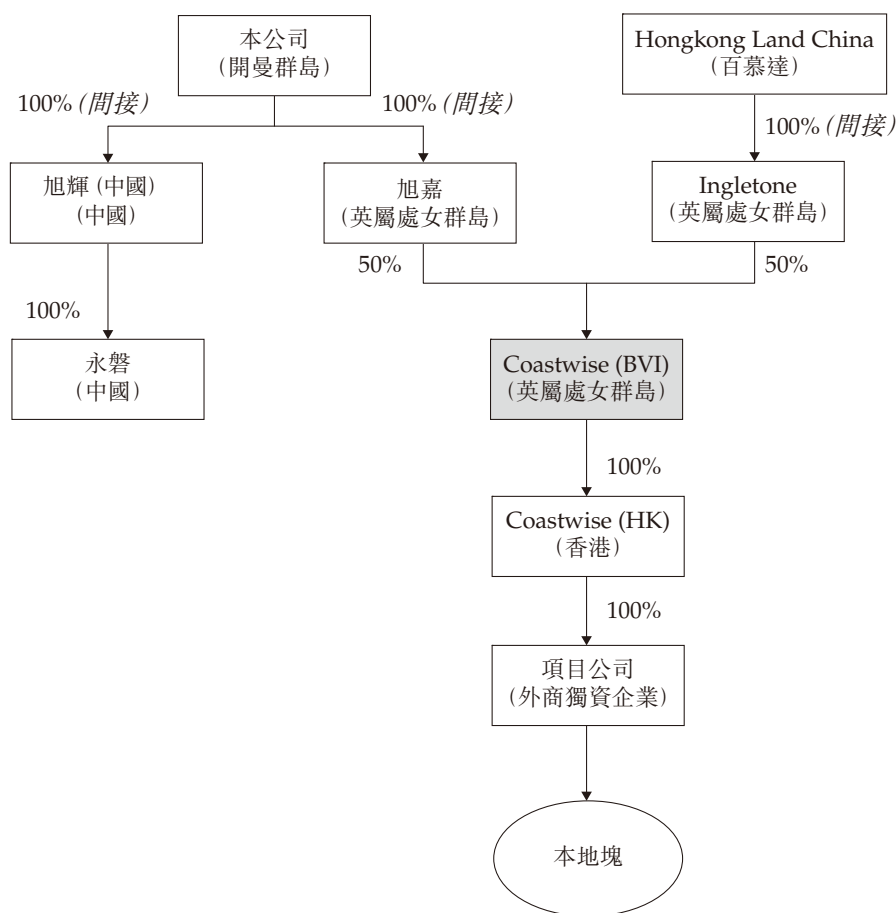 本公司
(開曼群島)
Hongkong Land China
(百慕達)
100% (間接)
100% (間接)
100% (間接)
旭輝 (中國)
(中國)
旭嘉
(英屬處女群島)
Ingletone
(英屬處女群島)
50%
50%
100%
永磐
(中國)
Coastwise (BVI)
(英屬處女群島)
100%
Coastwise (HK)
(香港)
100%
項目公司
(外商獨資企業)
本地塊